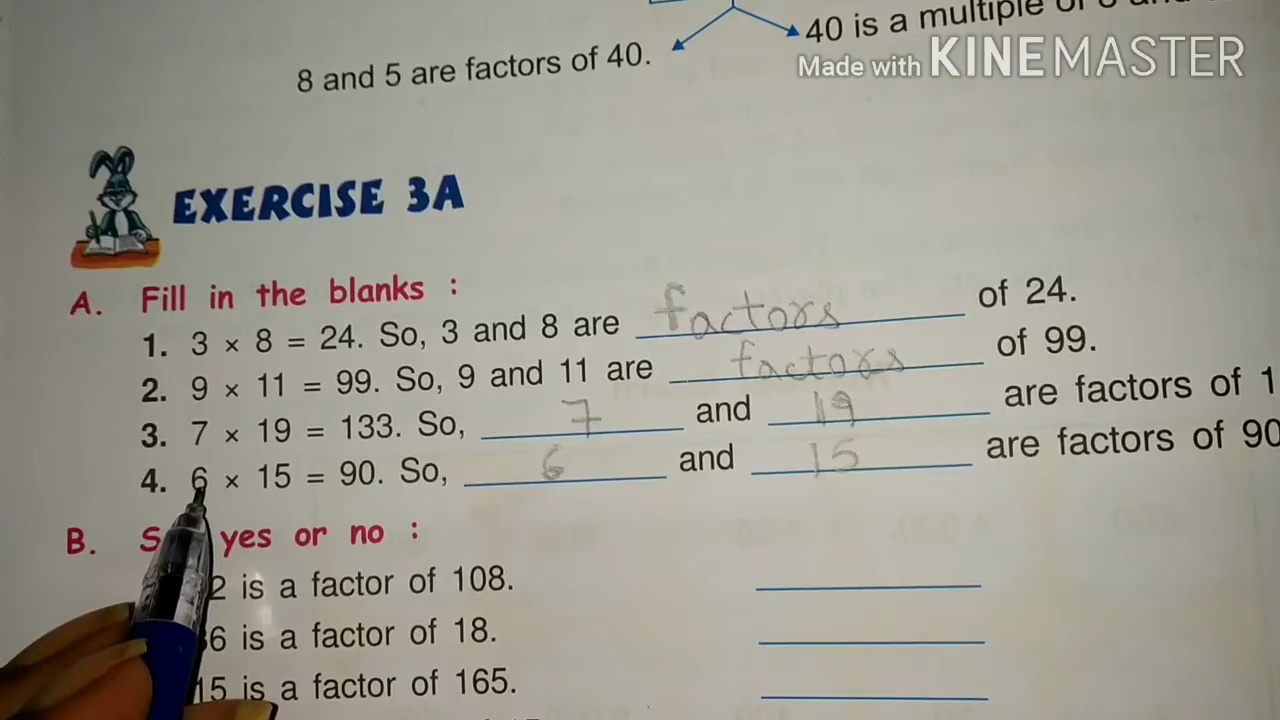 40 is a multiple of
8 and 5 are factors of 40.
Made with KINEMASTER
EXERCISE 3A
A. Fill in the blanks :
1. 3 × 8 = 24. So, 3 and 8 are factors of 24.
2. 9 × 11 = 99. So, 9 and 11 are factors of 99.
3. 7 × 19 = 133. So, 7 and 19 are factors of 1
4. 6 × 15 = 90. So, 6 and 15 are factors of 90
B. yes or no :
2 is a factor of 108.
6 is a factor of 18.
15 is a factor of 165.